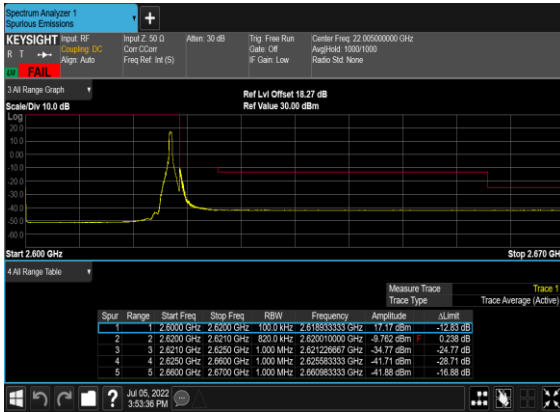 Spectrum Analyzer 1
Spurious Emissions
KEYSIGHT Input: RF Input Z: 50 Ω Atten: 30 dB Trig: Free Run Center Freq: 22.005000000 GHz
R T Coupling: DC Corr CCorr Gate: Off Avg|Hold: 1000/1000
Align: Auto Freq Ref: Int (S) IF Gain: Low Radio Std: None
FAIL
3 All Range Graph
Ref Lvl Offset 18.27 dB
Scale/Div 10.0 dB Ref Value 30.00 dBm
Log
20.0
10.0
0.00
-10.0
-20.0
-30.0
-40.0
-50.0
-60.0
Start 2.600 GHz Stop 2.670 GH
4 All Range Table
Measure Trace Trace 1
Trace Type Trace Average (Active)
Spur Range Start Freq Stop Freq RBW Frequency Amplitude ΔLimit
1 1 2.6000 GHz 2.6200 GHz 100.0 kHz 2.618933333 GHz 17.17 dBm -12.83 dB
2 2 2.6200 GHz 2.6210 GHz 820.0 kHz 2.620010000 GHz -9.762 dBm F 0.238 dB
3 3 2.6210 GHz 2.6250 GHz 1.000 MHz 2.621226667 GHz -34.77 dBm -24.77 dB
4 4 2.6250 GHz 2.6600 GHz 1.000 MHz 2.625583333 GHz -41.71 dBm -28.71 dB
5 5 2.6600 GHz 2.6700 GHz 1.000 MHz 2.660983333 GHz -41.88 dBm -16.88 dB
Jul 05, 2022
3:53:36 PM